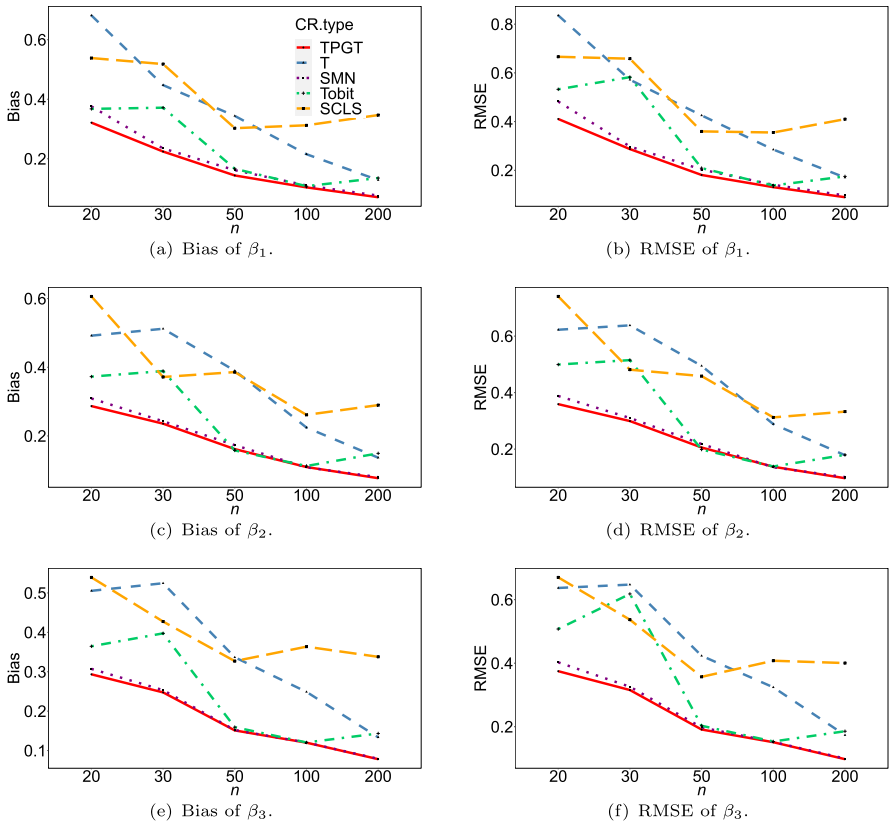 CR.type
TPGT
T
SMN
Tobit
SCLS
Bias
0.6
0.4
0.2
20 30 50 100 200
n
(a) Bias of β₁.
RMSE
0.8
0.6
0.4
0.2
20 30 50 100 200
n
(b) RMSE of β₁.
Bias
0.6
0.4
0.2
20 30 50 100 200
n
(c) Bias of β₂.
RMSE
0.6
0.4
0.2
20 30 50 100 200
n
(d) RMSE of β₂.
Bias
0.5
0.4
0.3
0.2
0.1
20 30 50 100 200
n
(e) Bias of β₃.
RMSE
0.6
0.4
0.2
20 30 50 100 200
n
(f) RMSE of β₃.